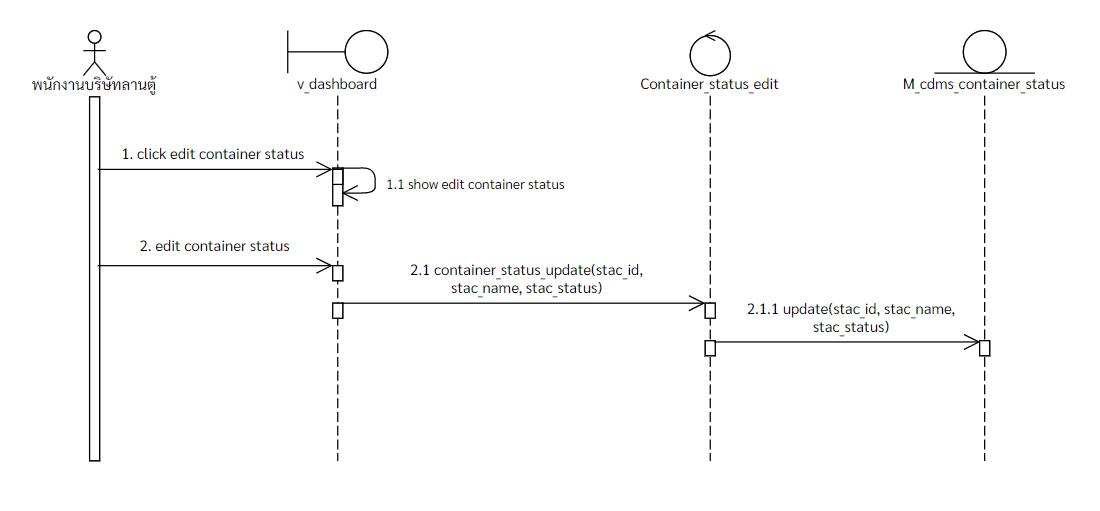 พนักงานบริษัทลานตู้
v_dashboard
Container_status_edit
M_cdms_container_status
1. click edit container status
1.1 show edit container status
2. edit container status
2.1 container_status_update(stac_id,
stac_name, stac_status)
2.1.1 update(stac_id, stac_name,
stac_status)